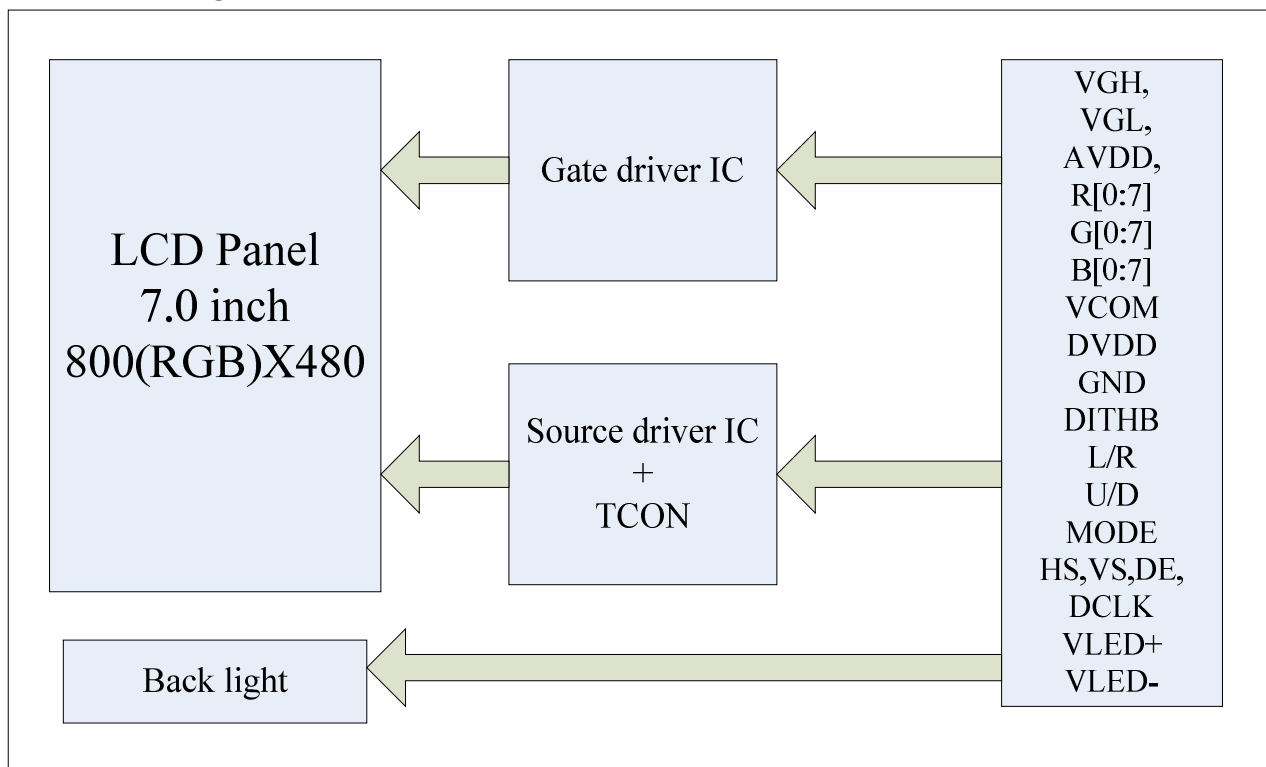 LCD Panel
7.0 inch
800(RGB)X480
Gate driver IC
Source driver IC
+
TCON
Back light
VGH,
VGL,
AVDD,
R[0:7]
G[0:7]
B[0:7]
VCOM
DVDD
GND
DITHB
L/R
U/D
MODE
HS,VS,DE,
DCLK
VLED+
VLED-